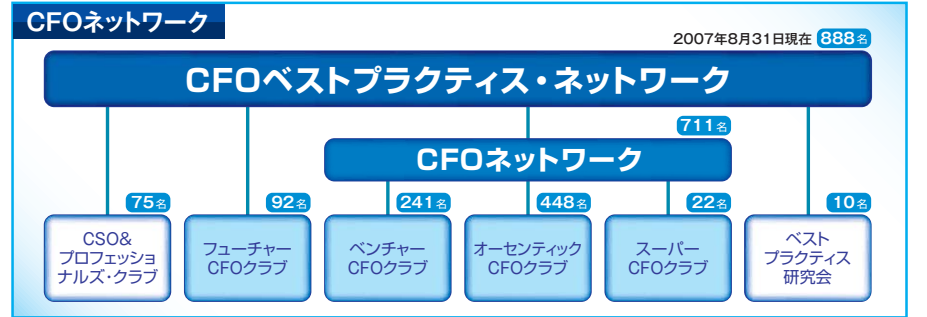 CFOネットワーク
2007年8月31日現在 888名
CFOベストプラクティス・ネットワーク
711名
CFOネットワーク
75名
92名
241名
448名
22名
10名
CSO&
プロフェッショ
ナルズ・クラブ
フューチャー
CFOクラブ
ベンチャー
CFOクラブ
オーセンティック
CFOクラブ
スーパー
CFOクラブ
ベスト
プラクティス
研究会